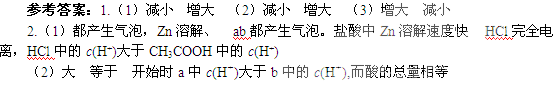 参考答案：1.（1）减小 增大 （2）减小 增大 （3）增大 减小
2.（1）都产生气泡，Zn溶解、 ab都产生气泡。盐酸中Zn溶解速度快 HCl完全电
离，HCl中的c(H⁺)大于CH₃COOH中的c(H⁺)
（2）大 等于 开始时a中c(H⁺)大于b中的c(H⁺),而酸的总量相等